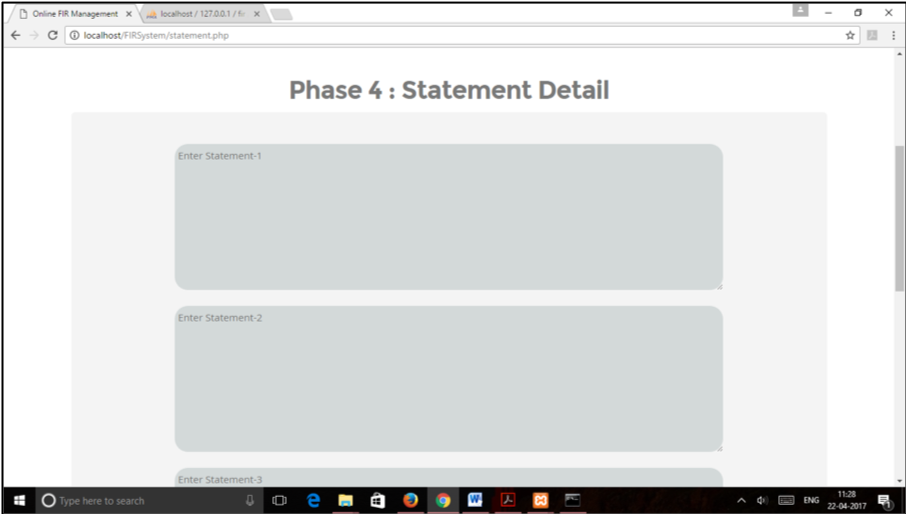 Online FIR Management
localhost / 127.0.0.1 / fir
localhost/FIRSystem/statement.php
Phase 4 : Statement Detail
Enter Statement-1
Enter Statement-2
Enter Statement-3
Type here to search
ENG
11:28
22-04-2017